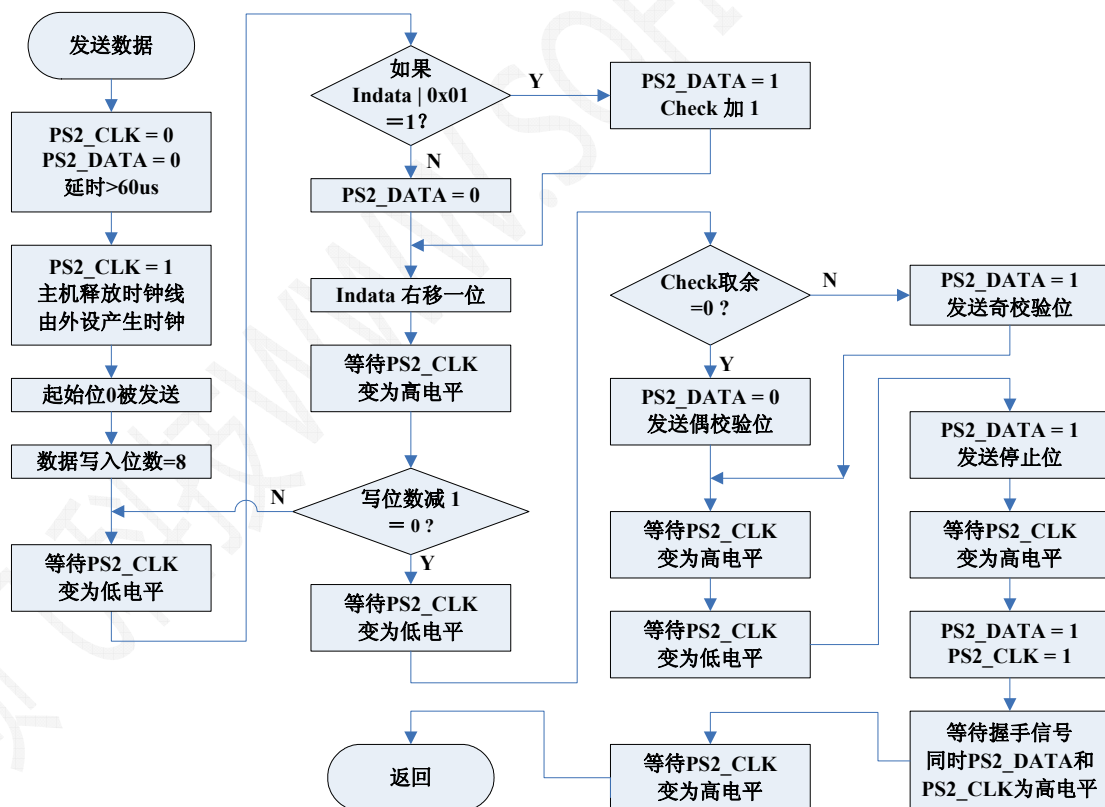 发送数据
PS2_CLK = 0
PS2_DATA = 0
延时>60us
PS2_CLK = 1
主机释放时钟线
由外设产生时钟
起始位0被发送
数据写入位数=8
等待PS2_CLK
变为低电平
如果
Indata | 0x01
＝1？
Y
PS2_DATA = 1
Check 加 1
N
PS2_DATA = 0
Indata 右移一位
等待PS2_CLK
变为高电平
写位数减 1
＝ 0 ?
N
Y
等待PS2_CLK
变为低电平
Check取余
=0 ?
N
PS2_DATA = 1
发送奇校验位
Y
PS2_DATA = 0
发送偶校验位
等待PS2_CLK
变为高电平
等待PS2_CLK
变为低电平
PS2_DATA = 1
发送停止位
等待PS2_CLK
变为高电平
PS2_DATA = 1
PS2_CLK = 1
等待握手信号
同时PS2_DATA和
PS2_CLK为高电平
等待PS2_CLK
变为高电平
返回